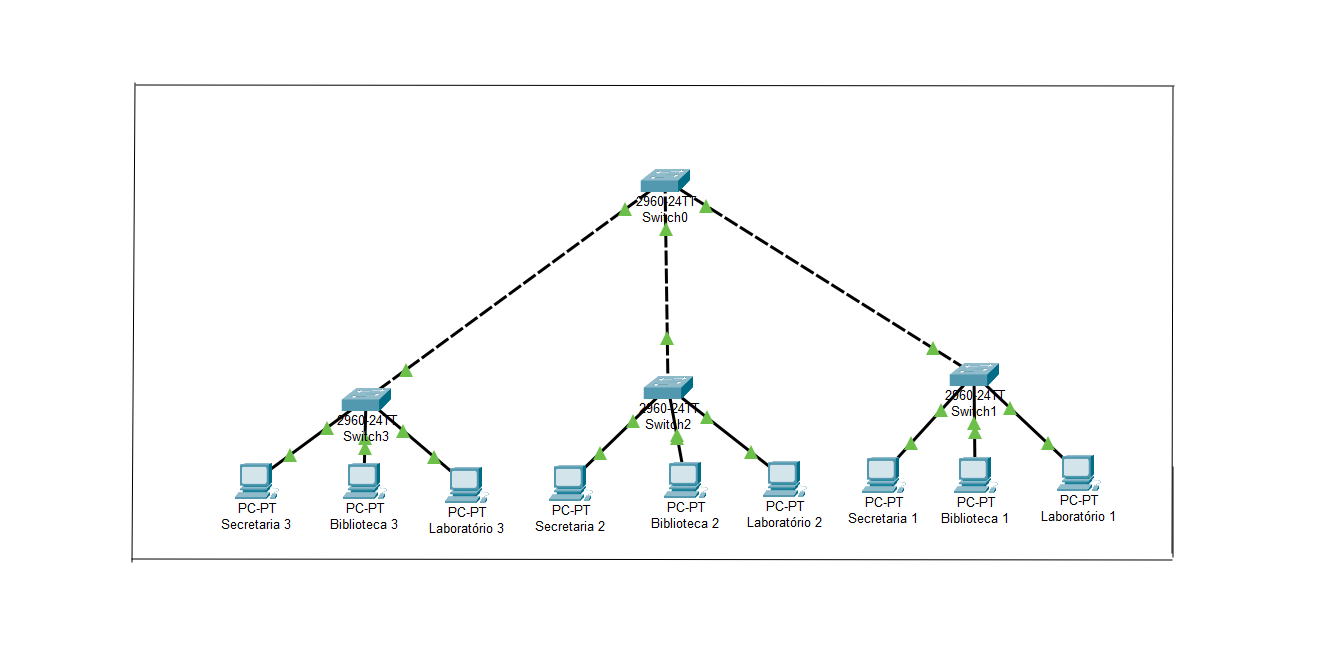 2960-24TT
Switch0
2960-24TT
Switch3
2960-24TT
Switch2
2960-24TT
Switch1
PC-PT
Secretaria 3
PC-PT
Biblioteca 3
PC-PT
Laboratório 3
PC-PT
Secretaria 2
PC-PT
Biblioteca 2
PC-PT
Laboratório 2
PC-PT
Secretaria 1
PC-PT
Biblioteca 1
PC-PT
Laboratório 1